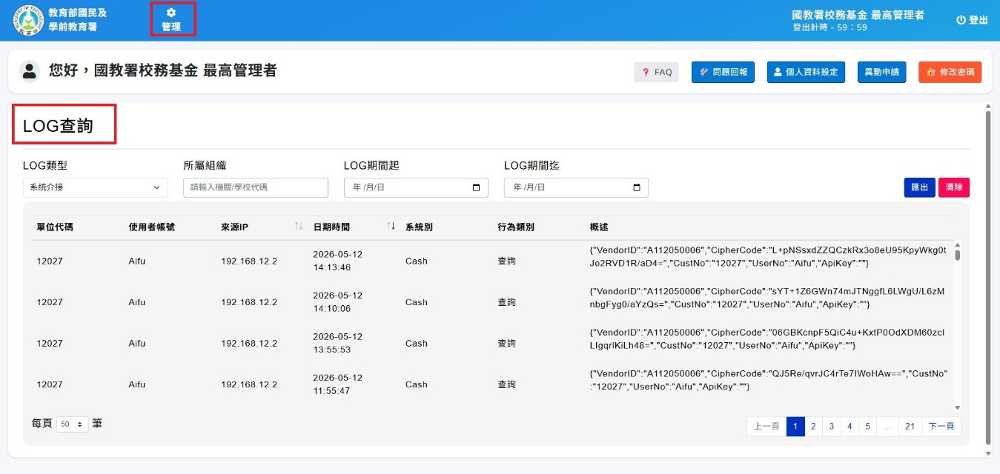 教育部國民及
學前教育署
管理
國教署校務基金 最高管理者
登出計時 - 59：59
登出
您好，國教署校務基金 最高管理者
FAQ
問題回報
個人資料設定
異動申請
修改密碼
LOG查詢
LOG類型
所屬組織
LOG期間起
LOG期間迄
系統介接
請輸入機關/學校代碼
年 /月/日
年 /月/日
匯出
清除
單位代碼 使用者帳號 來源IP 日期時間 系統別 行為類別 概述
12027 Aifu 192.168.12.2 2026-05-12 14:13:46 Cash 查詢
{"VendorID":"A112050006","CipherCode":"L+pNSsxdZZQCzkRx3o8eU95KpyWkg0t
Je2RVD1R/aD4=","CustNo":"12027","UserNo":"Aifu","ApiKey":""}
12027 Aifu 192.168.12.2 2026-05-12 14:10:06 Cash 查詢
{"VendorID":"A112050006","CipherCode":"sYT+1Z6GWn74mJTNggfL6LWgU/L6zM
nbgFyg0/aYzQs=","CustNo":"12027","UserNo":"Aifu","ApiKey":""}
12027 Aifu 192.168.12.2 2026-05-12 13:55:53 Cash 查詢
{"VendorID":"A112050006","CipherCode":"06GBKcnpF5QiC4u+KxtP0OdXDM60zcI
LIgqrlKiLh48=","CustNo":"12027","UserNo":"Aifu","ApiKey":""}
12027 Aifu 192.168.12.2 2026-05-12 11:55:47 Cash 查詢
{"VendorID":"A112050006","CipherCode":"QJ5Re/qvrJC4rTe7IWoHAw==","CustNo"
:"12027","UserNo":"Aifu","ApiKey":""}
每頁 50 筆
上一頁 1 2 3 4 5 ... 21 下一頁